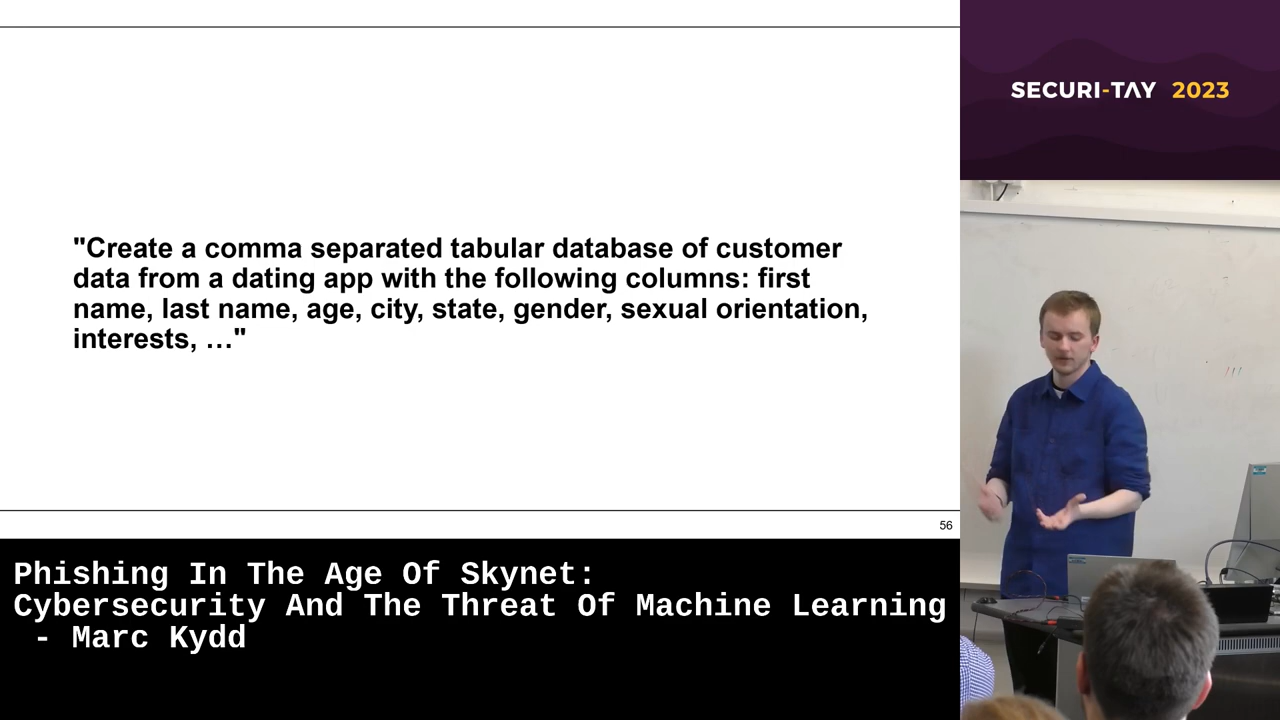 "Create a comma separated tabular database of customer
data from a dating app with the following columns: first
name, last name, age, city, state, gender, sexual orientation,
interests, …"
56
SECURI-TAY 2023
Phishing In The Age Of Skynet:
Cybersecurity And The Threat Of Machine Learning
- Marc Kydd